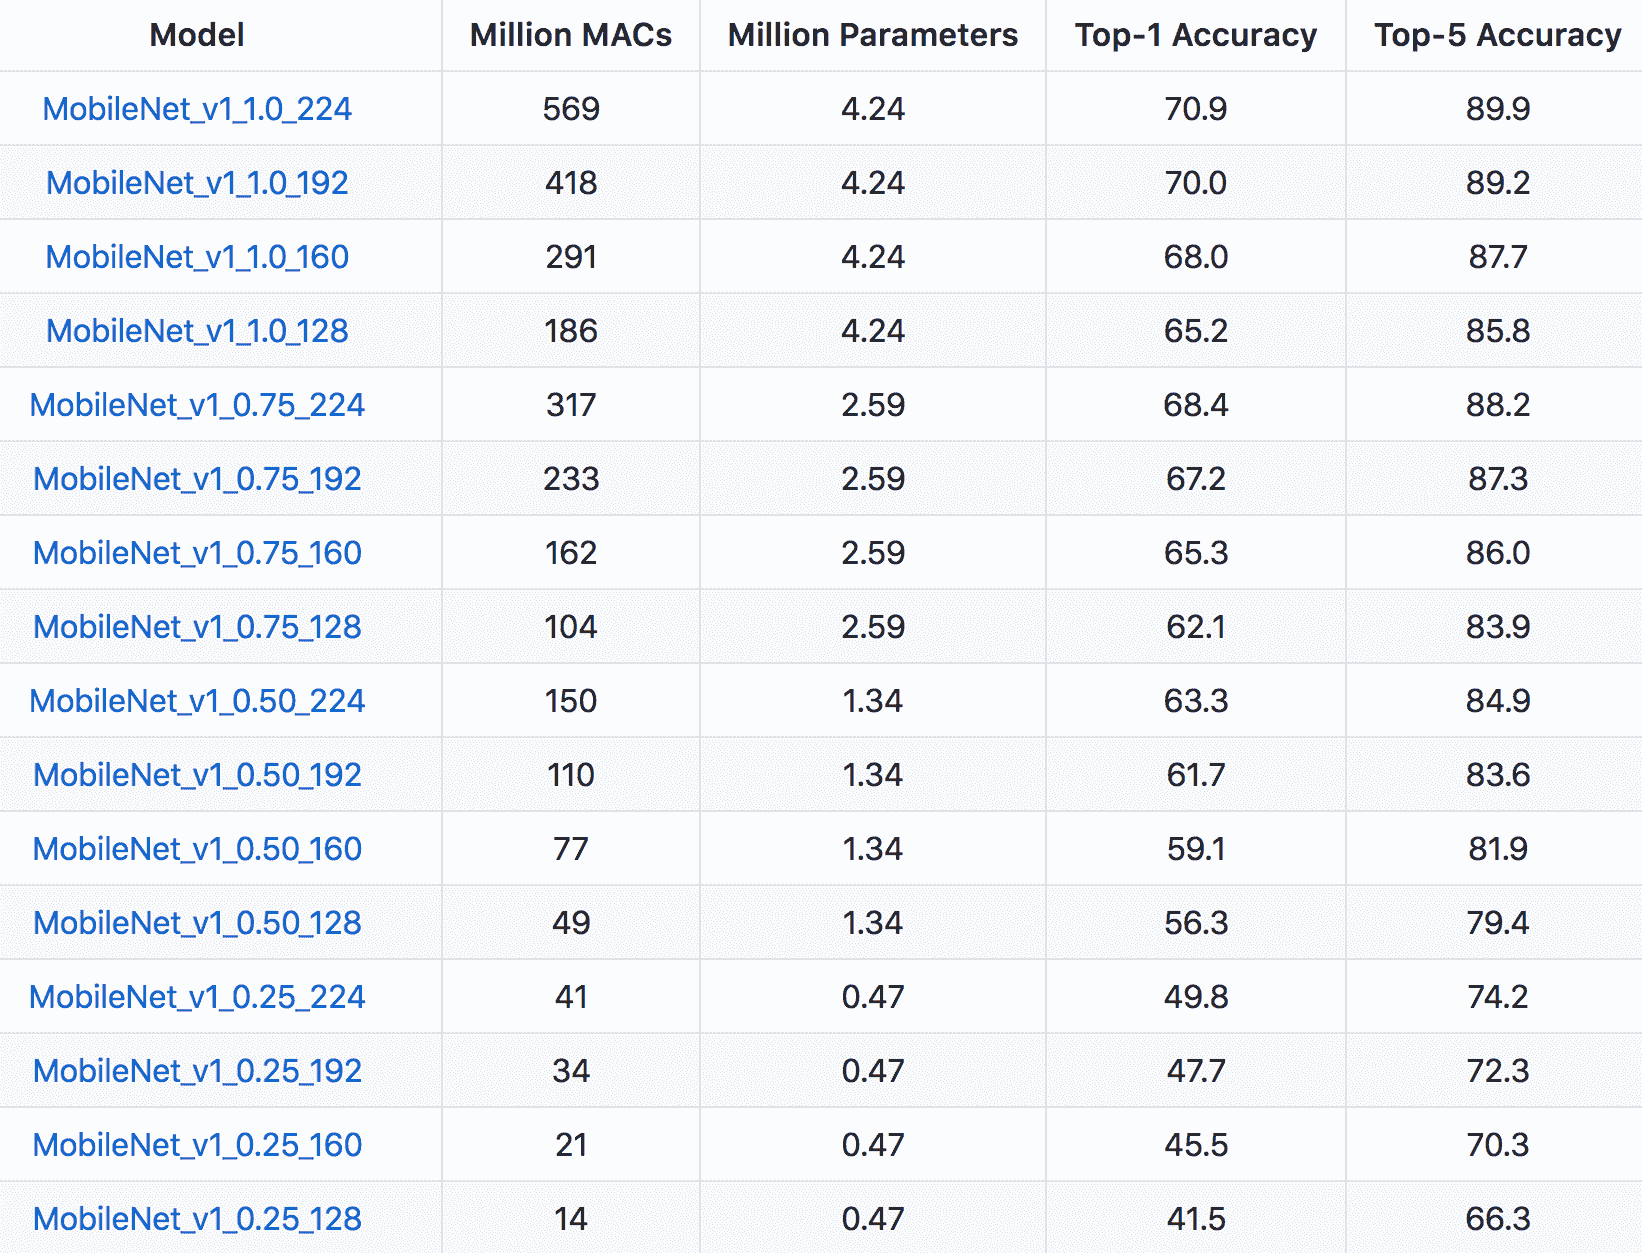 Model Million MACs Million Parameters Top-1 Accuracy Top-5 Accuracy
MobileNet_v1_1.0_224 569 4.24 70.9 89.9
MobileNet_v1_1.0_192 418 4.24 70.0 89.2
MobileNet_v1_1.0_160 291 4.24 68.0 87.7
MobileNet_v1_1.0_128 186 4.24 65.2 85.8
MobileNet_v1_0.75_224 317 2.59 68.4 88.2
MobileNet_v1_0.75_192 233 2.59 67.2 87.3
MobileNet_v1_0.75_160 162 2.59 65.3 86.0
MobileNet_v1_0.75_128 104 2.59 62.1 83.9
MobileNet_v1_0.50_224 150 1.34 63.3 84.9
MobileNet_v1_0.50_192 110 1.34 61.7 83.6
MobileNet_v1_0.50_160 77 1.34 59.1 81.9
MobileNet_v1_0.50_128 49 1.34 56.3 79.4
MobileNet_v1_0.25_224 41 0.47 49.8 74.2
MobileNet_v1_0.25_192 34 0.47 47.7 72.3
MobileNet_v1_0.25_160 21 0.47 45.5 70.3
MobileNet_v1_0.25_128 14 0.47 41.5 66.3